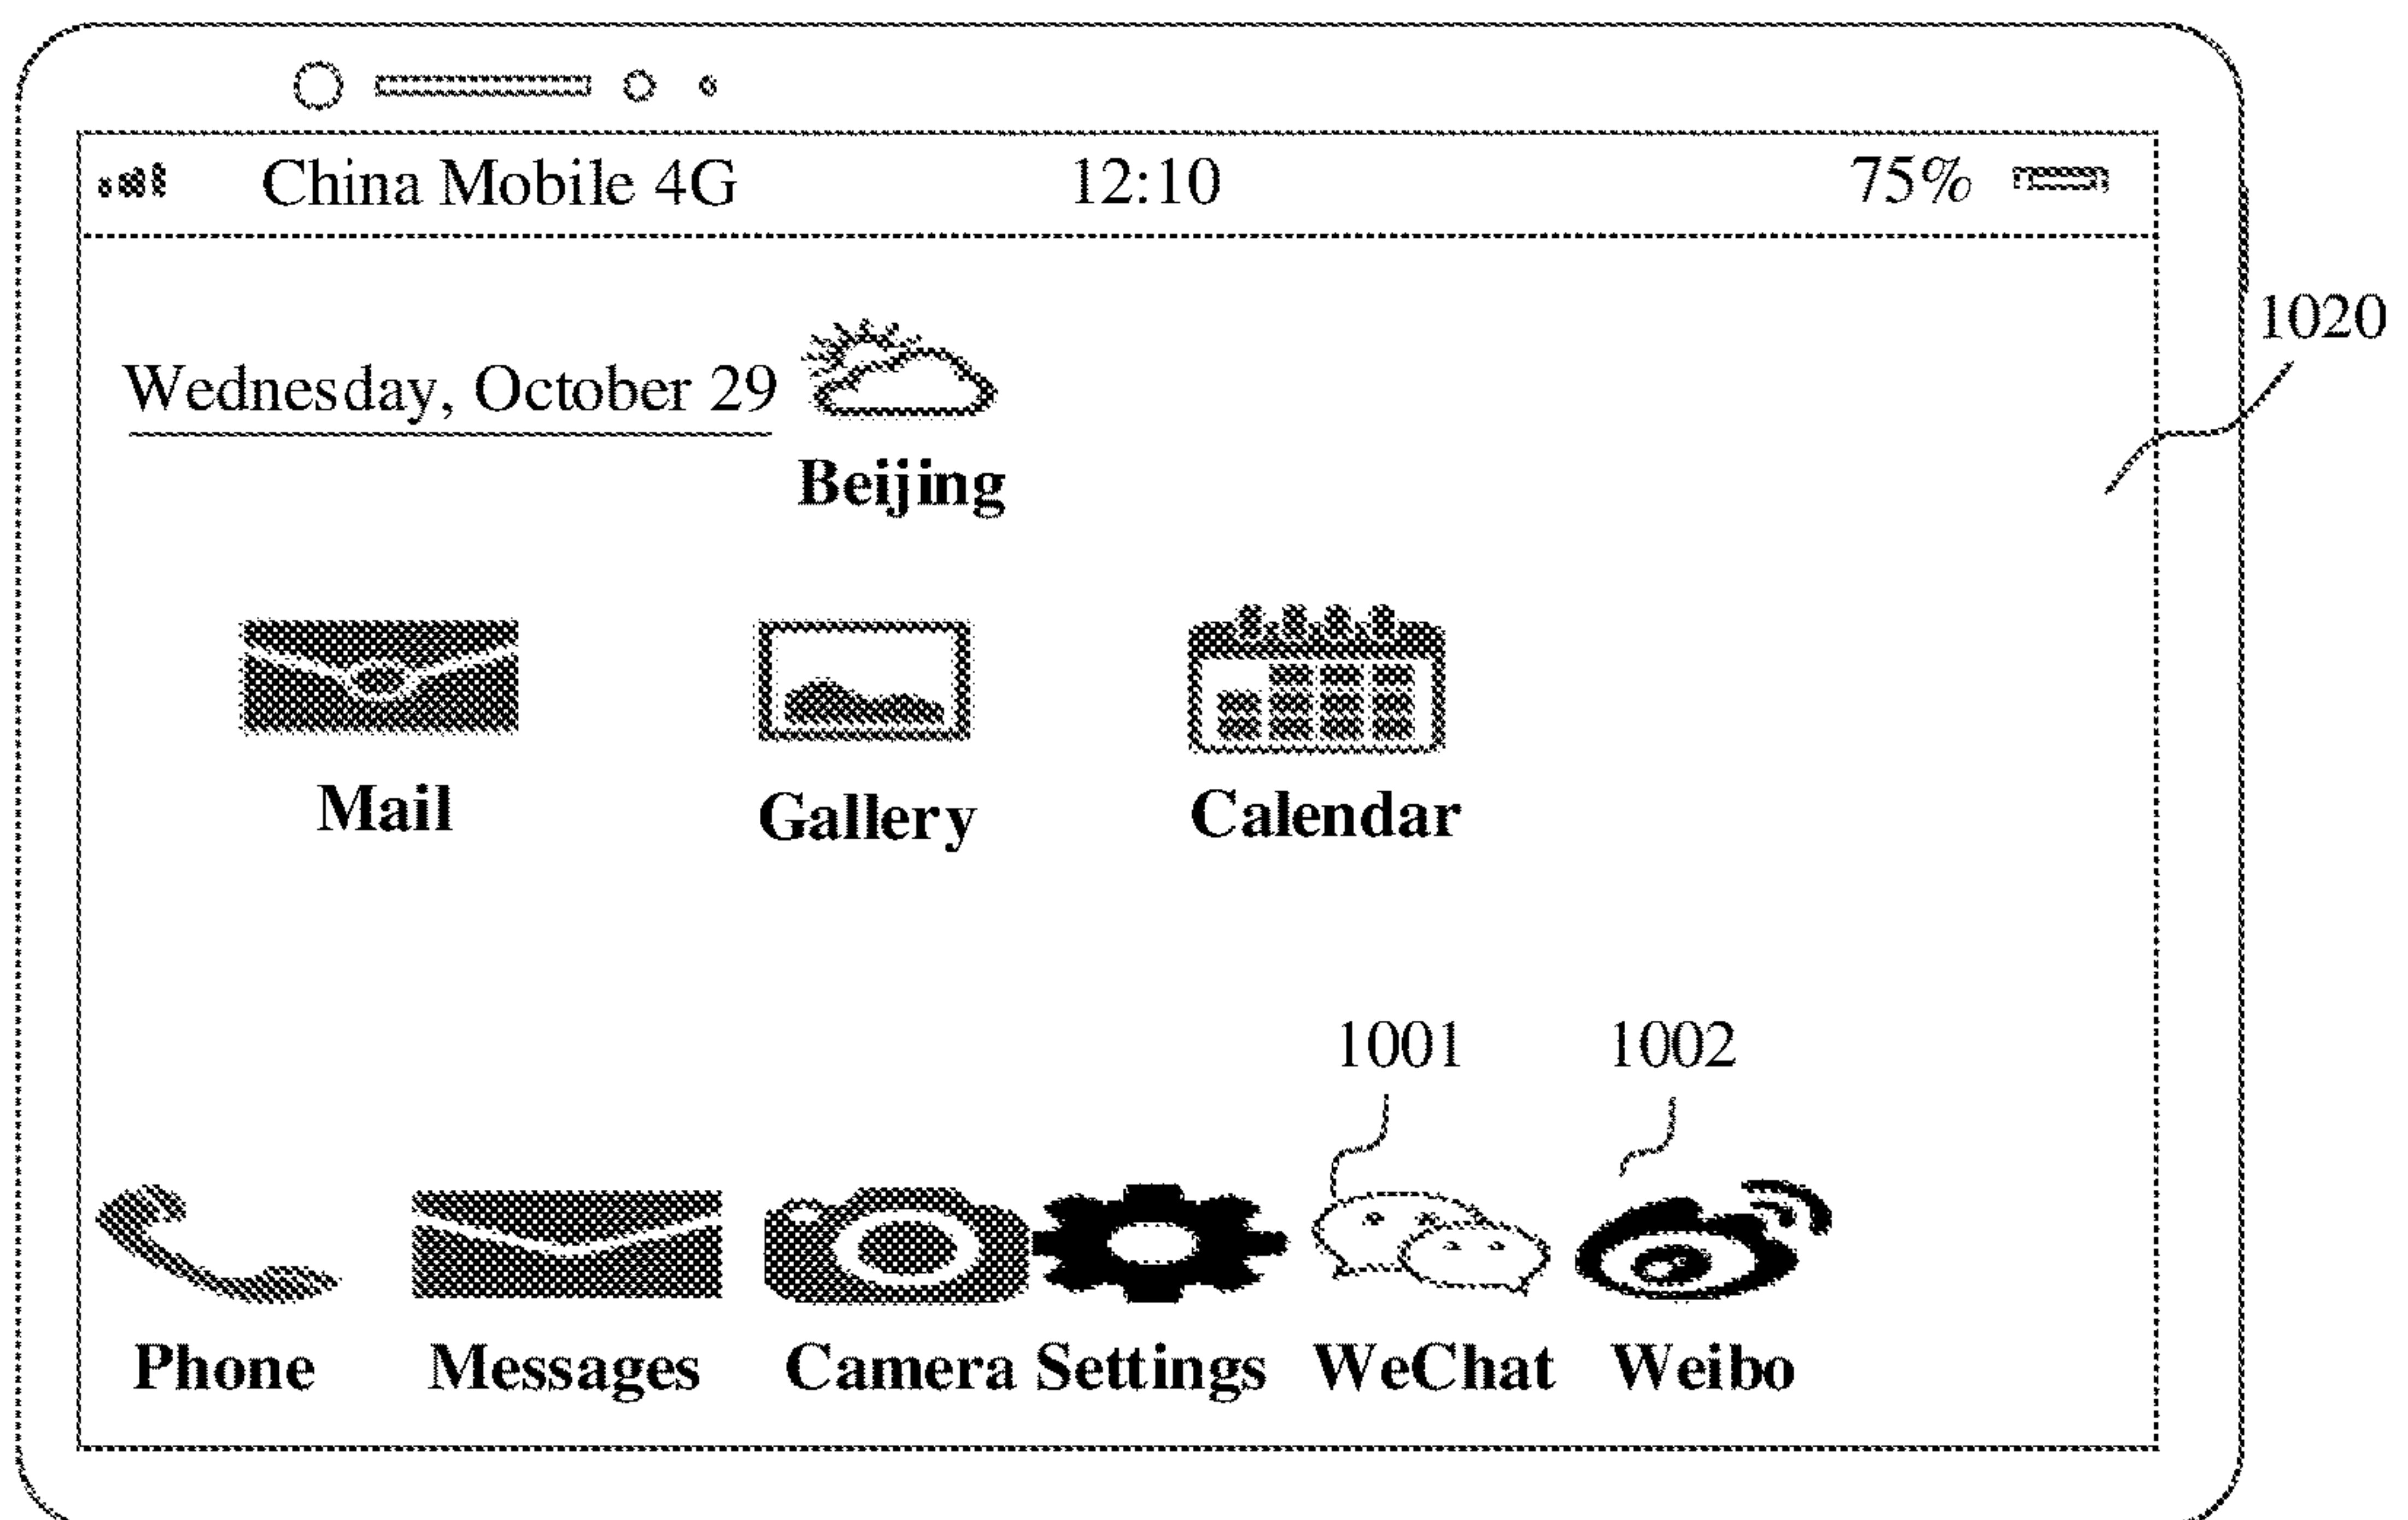 China Mobile 4G 12:10 75%
1020
Wednesday, October 29
Beijing
Mail Gallery Calendar
1001 1002
Phone Messages Camera Settings WeChat Weibo